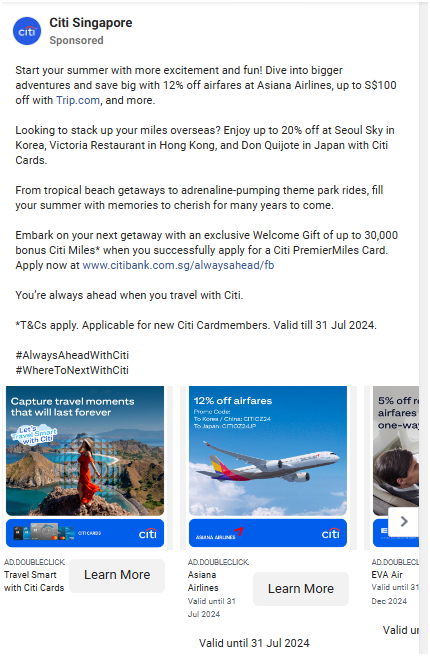 Citi Singapore
Sponsored
Start your summer with more excitement and fun! Dive into bigger
adventures and save big with 12% off airfares at Asiana Airlines, up to S$100
off with Trip.com, and more.
Looking to stack up your miles overseas? Enjoy up to 20% off at Seoul Sky in
Korea, Victoria Restaurant in Hong Kong, and Don Quijote in Japan with Citi
Cards.
From tropical beach getaways to adrenaline-pumping theme park rides, fill
your summer with memories to cherish for many years to come.
Embark on your next getaway with an exclusive Welcome Gift of up to 30,000
bonus Citi Miles* when you successfully apply for a Citi PremierMiles Card.
Apply now at www.citibank.com.sg/alwaysahead/fb
You're always ahead when you travel with Citi.
*T&Cs apply. Applicable for new Citi Cardmembers. Valid till 31 Jul 2024.
#AlwaysAheadWithCiti
#WhereToNextWithCiti
Capture travel moments
that will last forever
Let's
Travel Smart
with Citi
CITI CARDS
citi
AD.DOUBLECLICK.
Travel Smart
with Citi Cards
Learn More
12% off airfares
Promo Code:
To Korea / China: CITICZ24
To Japan: CITIOZ24JP
ASIANA AIRLINES
citi
AD.DOUBLECLICK.
Asiana
Airlines
Valid until 31
Jul 2024
Learn More
Valid until 31 Jul 2024
5% off r
airfares
one-way
AD.DOUBLECL
EVA Air
Valid until 31
Dec 2024
Valid un